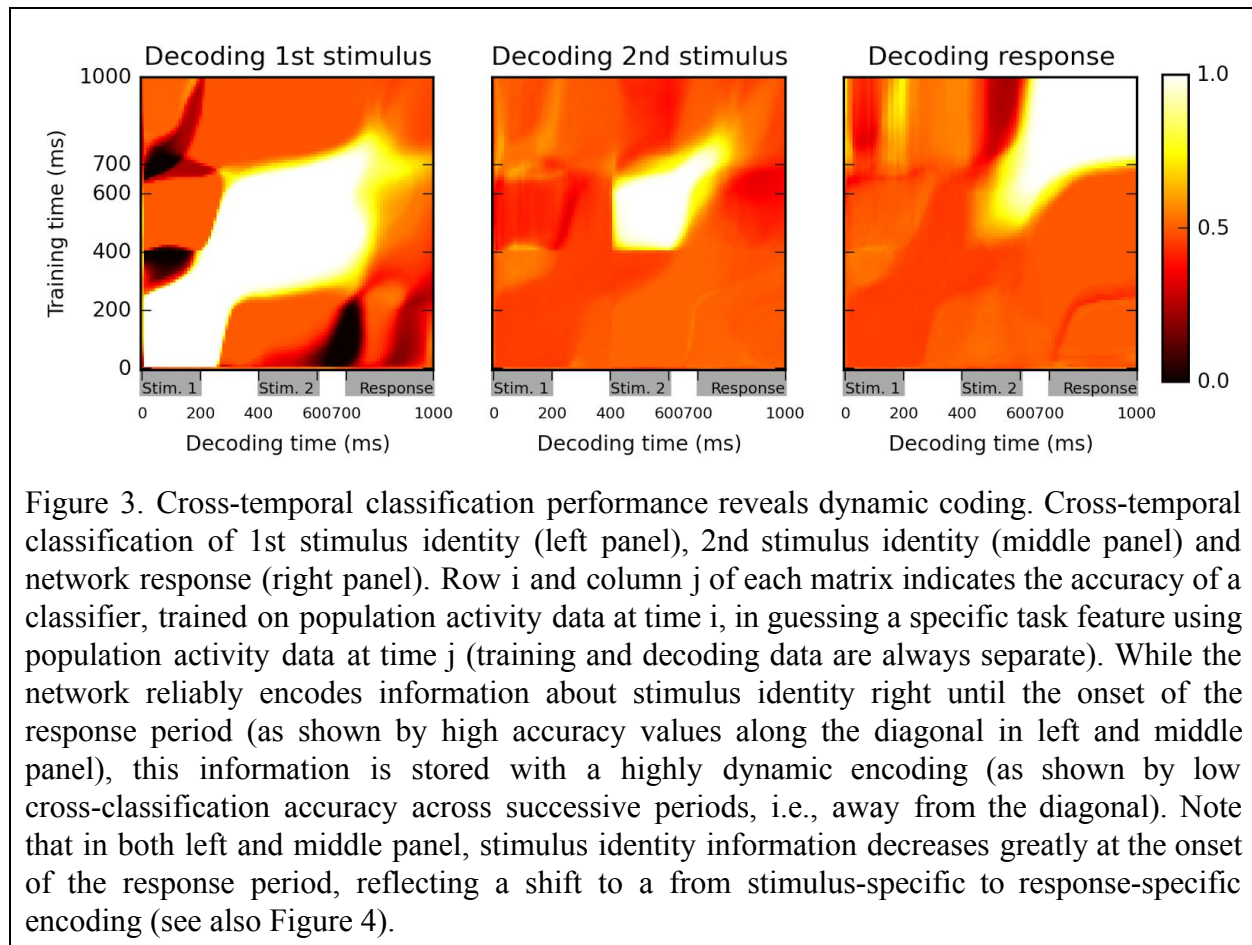 Decoding 1st stimulus
Decoding 2nd stimulus
Decoding response
Training time (ms)
1000
700
600
400
200
0
1.0
0.5
0.0
Stim. 1 Stim. 2 Response
Stim. 1 Stim. 2 Response
Stim. 1 Stim. 2 Response
0 200 400 600700 1000
0 200 400 600700 1000
0 200 400 600700 1000
Decoding time (ms)
Decoding time (ms)
Decoding time (ms)
Figure 3. Cross-temporal classification performance reveals dynamic coding. Cross-temporal
classification of 1st stimulus identity (left panel), 2nd stimulus identity (middle panel) and
network response (right panel). Row i and column j of each matrix indicates the accuracy of a
classifier, trained on population activity data at time i, in guessing a specific task feature using
population activity data at time j (training and decoding data are always separate). While the
network reliably encodes information about stimulus identity right until the onset of the
response period (as shown by high accuracy values along the diagonal in left and middle
panel), this information is stored with a highly dynamic encoding (as shown by low
cross-classification accuracy across successive periods, i.e., away from the diagonal). Note
that in both left and middle panel, stimulus identity information decreases greatly at the onset
of the response period, reflecting a shift to a from stimulus-specific to response-specific
encoding (see also Figure 4).